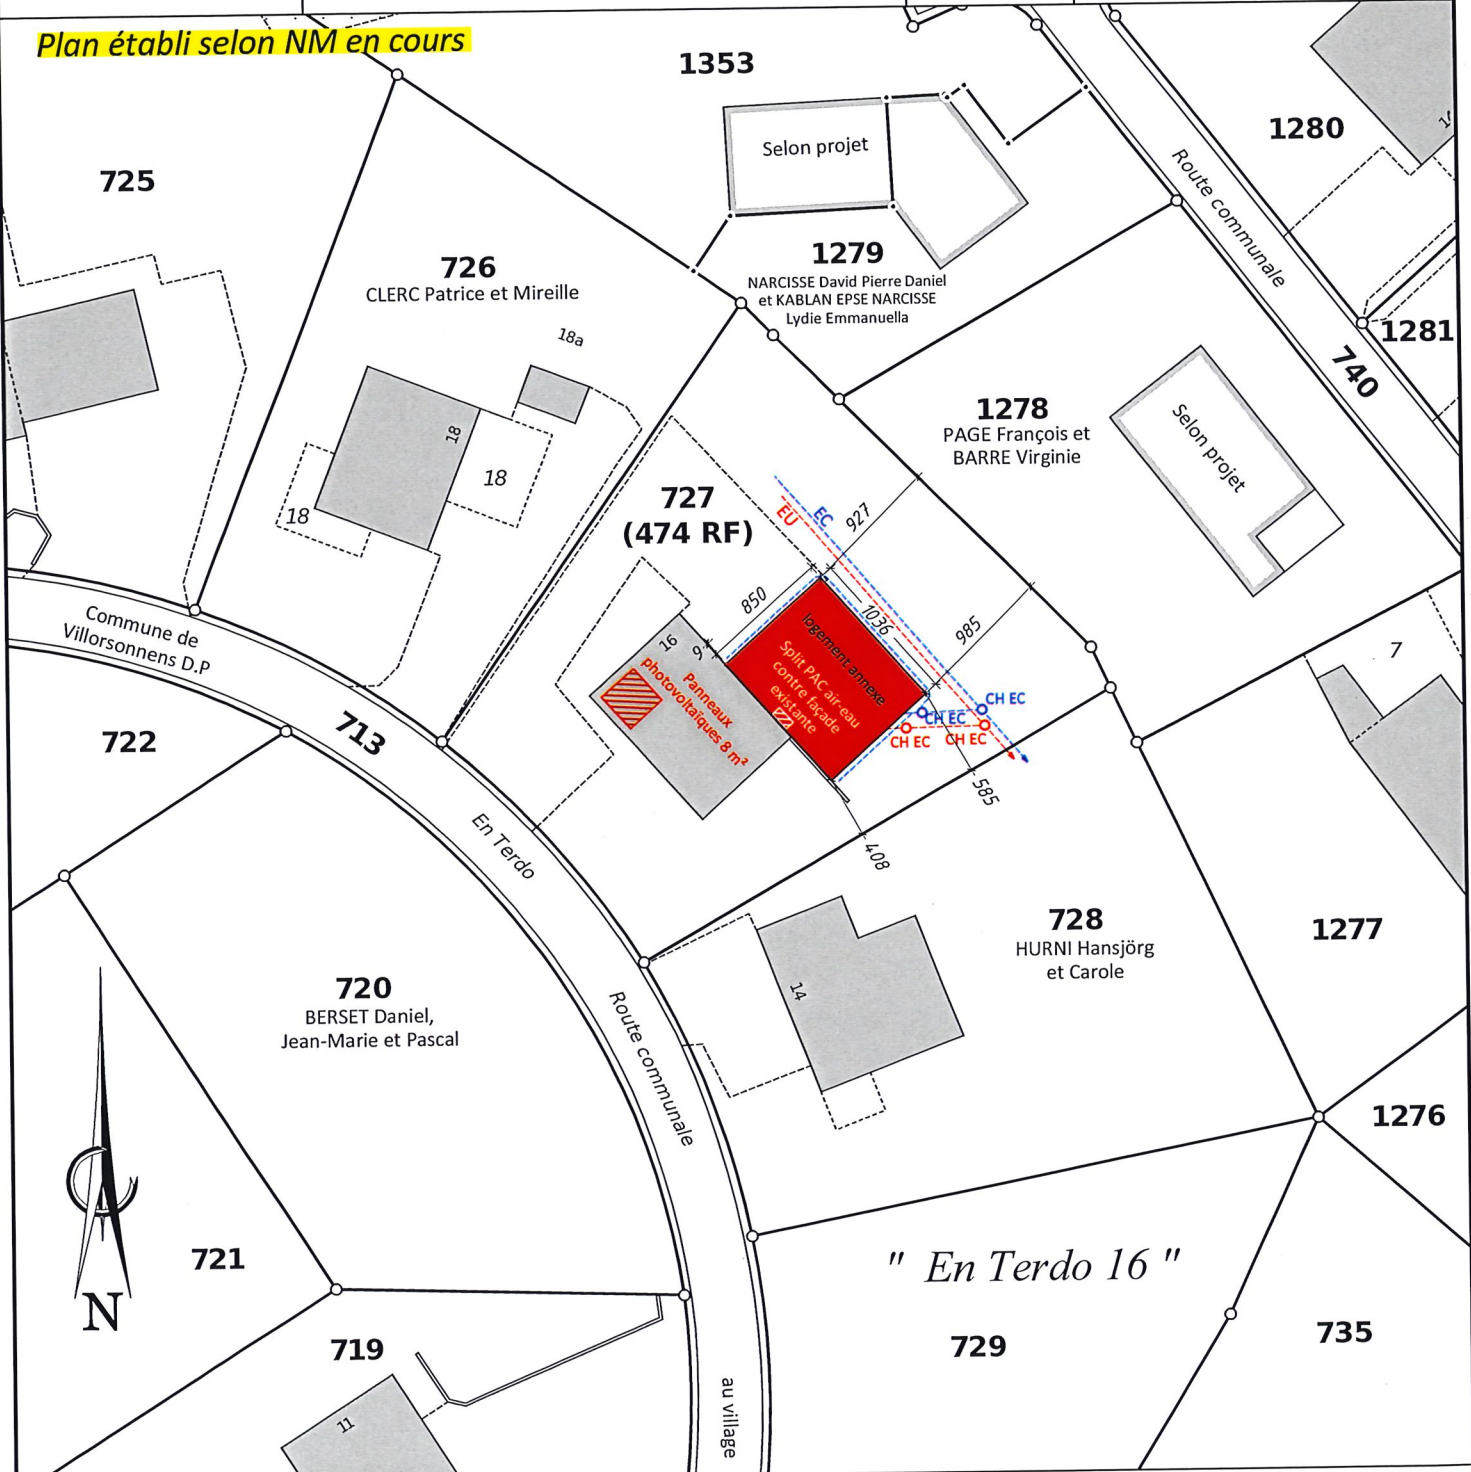 Plan établi selon NM en cours
1353
1280
725
Selon projet
Route communale
1279
NARCISSE David Pierre Daniel
et KABLAN EPSE NARCISSE
Lydie Emmanuella
726
CLERC Patrice et Mireille
18a
1281
740
1278
PAGE François et
BARRE Virginie
Selon projet
18
18
18
727
(474 RF)
EC
EU
927
850
1036
985
logement annexe
Split PAC air-eau
contre façade
existante
16
9
Panneaux
photovoltaïques 8 m²
CH EC
CH EC
CH EC
CH EC
585
408
7
Commune de
Villorsonnens D.P
713
722
En Terdo
728
HURNI Hansjörg
et Carole
1277
14
720
BERSET Daniel,
Jean-Marie et Pascal
Route communale
1276
721
N
" En Terdo 16 "
719
729
735
au village
11